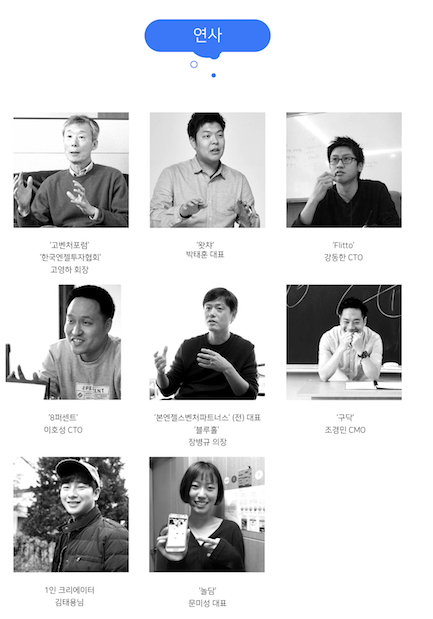 연사
'고벤처포럼'
'한국엔젤투자협회'
고영하 회장
'왓챠'
박태훈 대표
'Flitto'
강동한 CTO
'8퍼센트'
이호성 CTO
'본엔젤스벤처파트너스' (전) 대표
'블루홀'
장병규 의장
'구닥'
조경민 CMO
1인 크리에이터
김태용님
'놀담'
문미성 대표